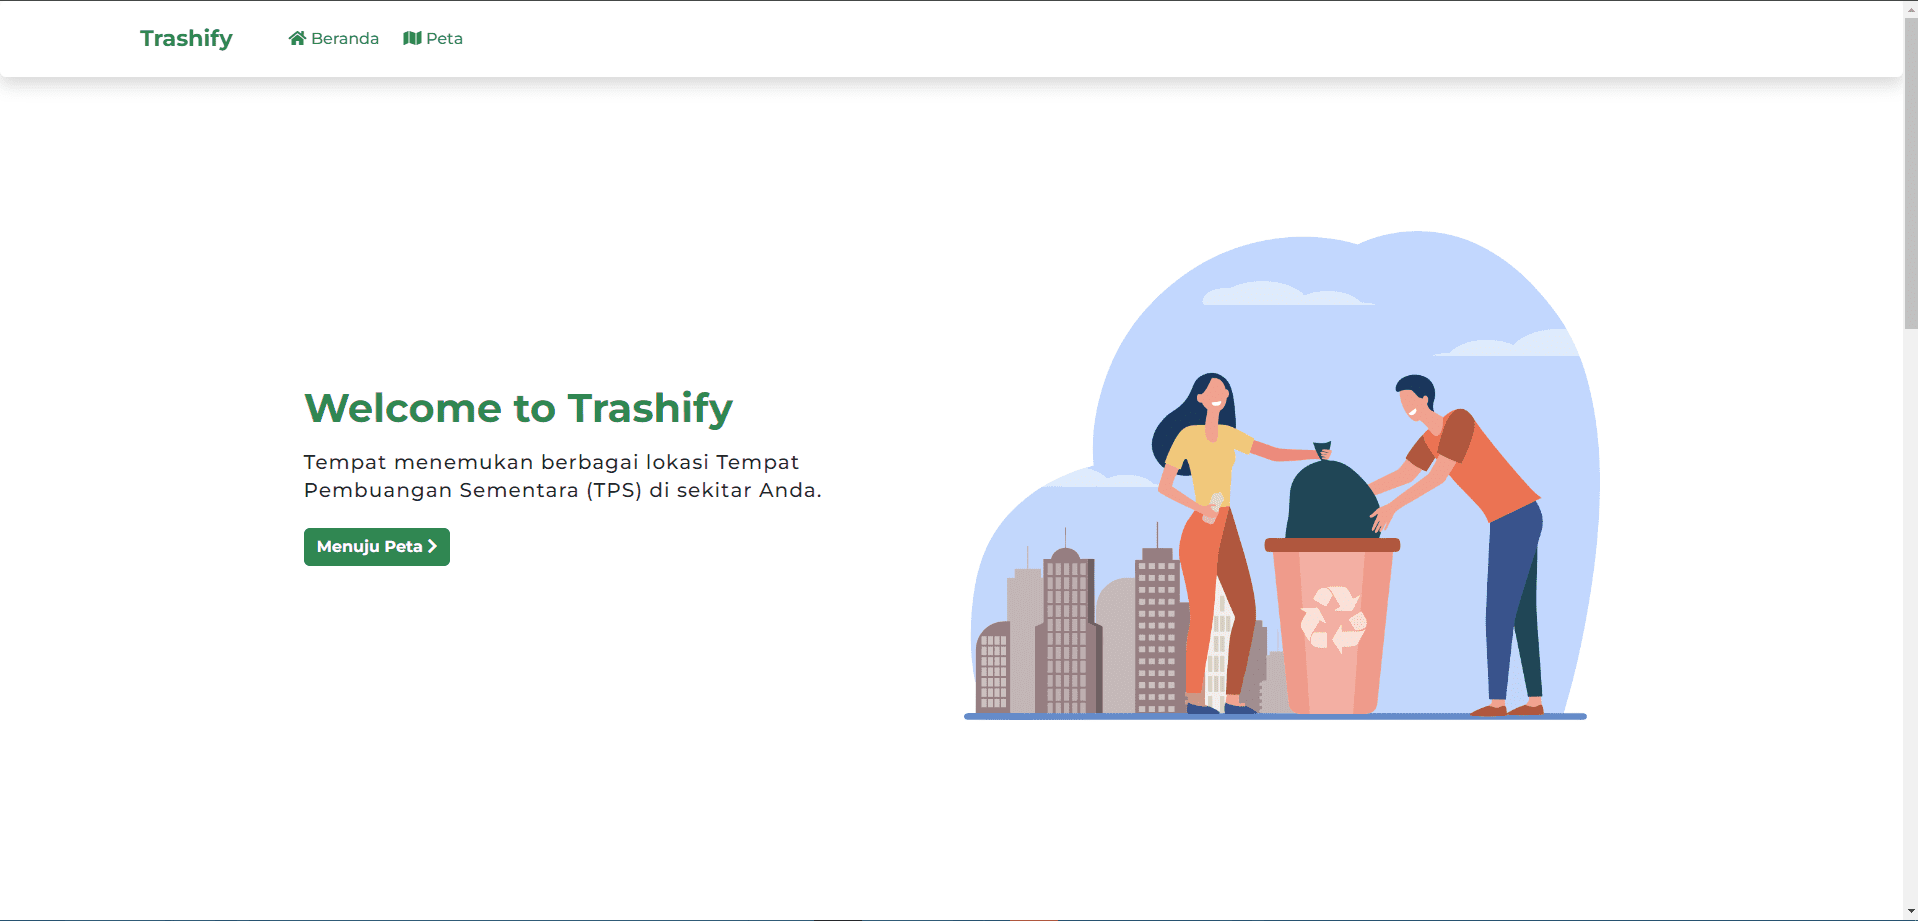 Trashify Beranda Peta
Welcome to Trashify
Tempat menemukan berbagai lokasi Tempat
Pembuangan Sementara (TPS) di sekitar Anda.
Menuju Peta